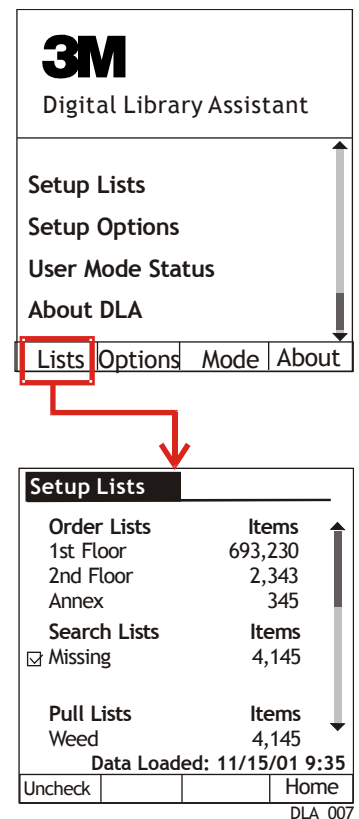 3M
Digital Library Assistant
Setup Lists
Setup Options
User Mode Status
About DLA
Lists Options Mode About
Setup Lists
Order Lists Items
1st Floor 693,230
2nd Floor 2,343
Annex 345
Search Lists Items
Missing 4,145
Pull Lists Items
Weed 4,145
Data Loaded: 11/15/01 9:35
Uncheck Home
DLA 007